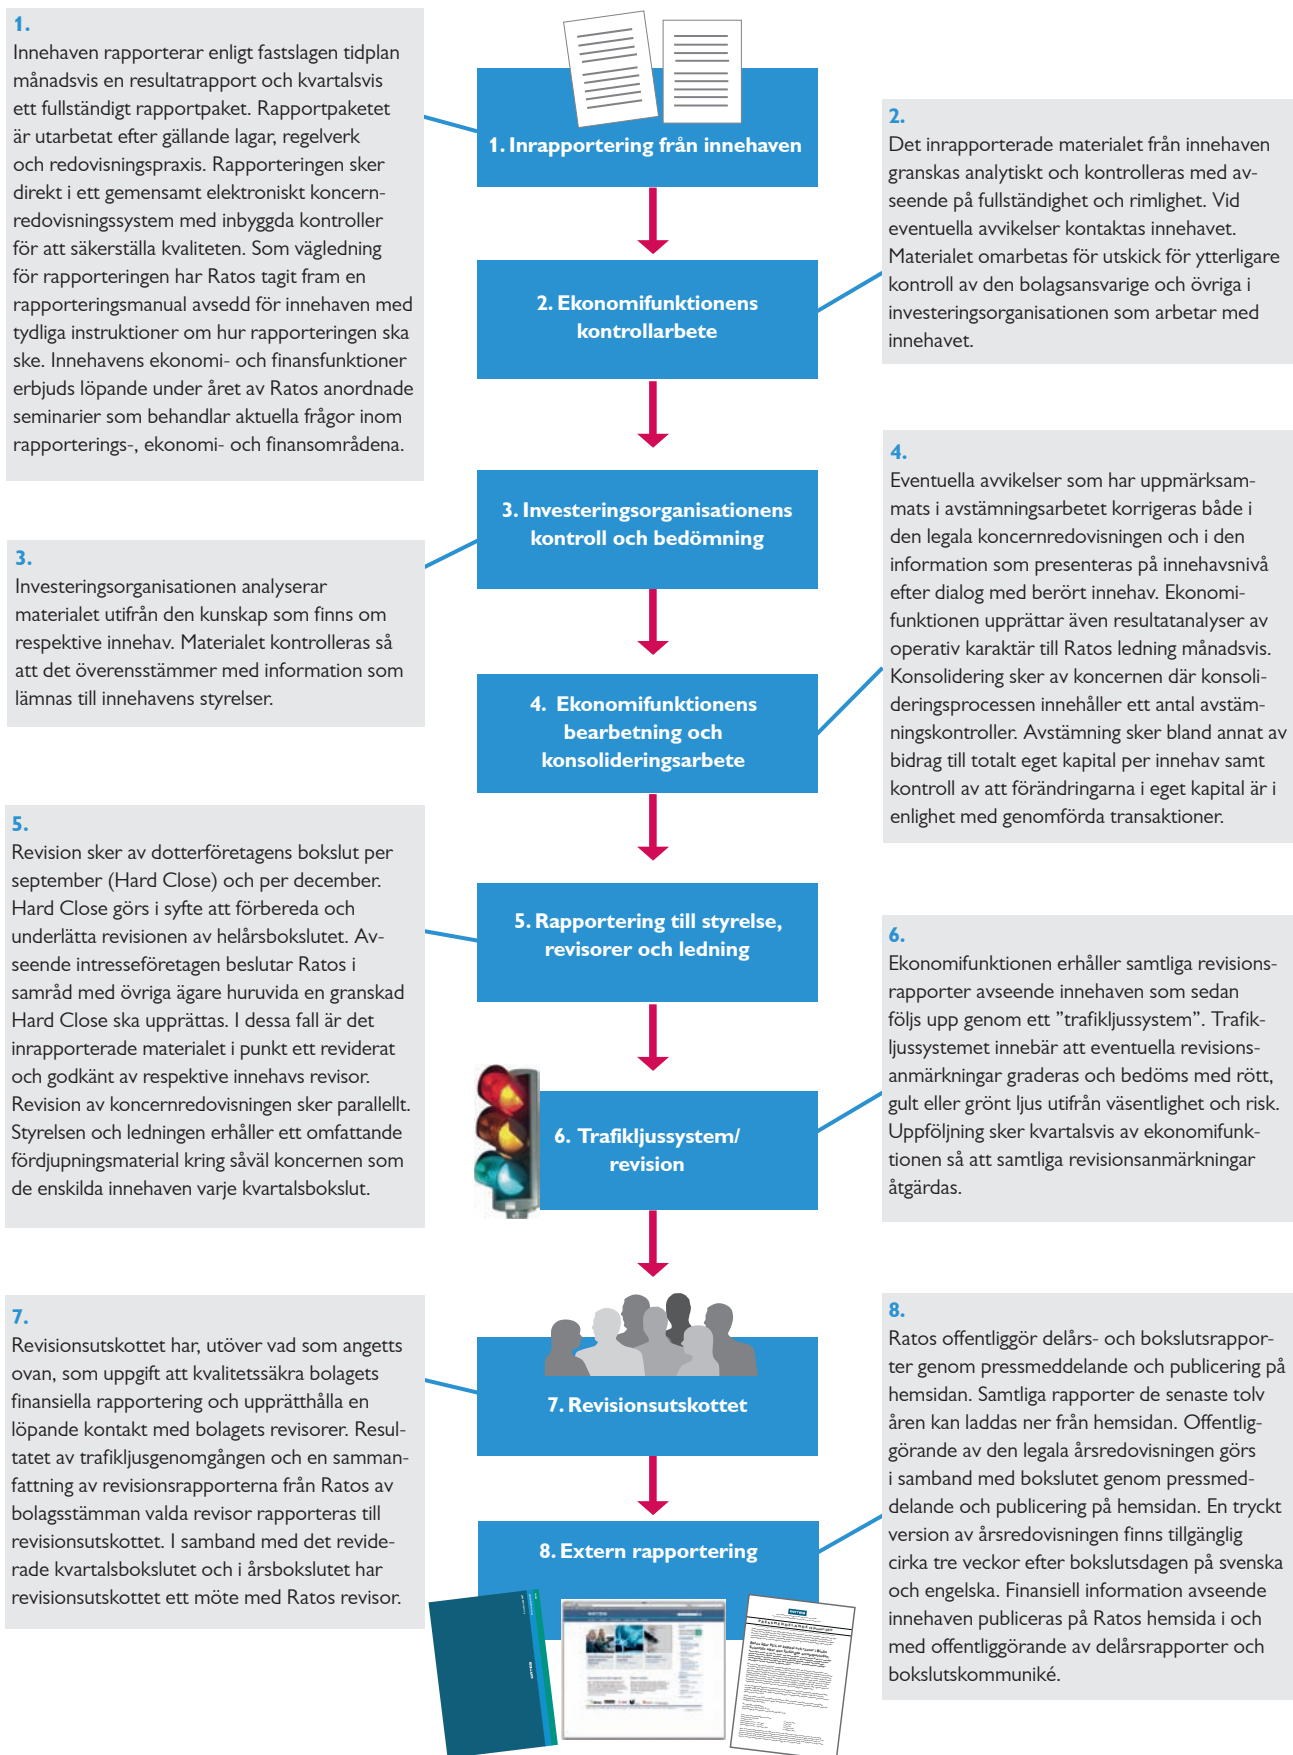 1.
Innehaven rapporterar enligt fastslagen tidplan
månadsvis en resultatrapport och kvartalsvis
ett fullständigt rapportpaket. Rapportpaketet
är utarbetat efter gällande lagar, regelverk
och redovisningspraxis. Rapporteringen sker
direkt i ett gemensamt elektroniskt koncern-
redovisningssystem med inbyggda kontroller
för att säkerställa kvaliteten. Som vägledning
för rapporteringen har Ratos tagit fram en
rapporteringsmanual avsedd för innehaven med
tydliga instruktioner om hur rapporteringen ska
ske. Innehavens ekonomi- och finansfunktioner
erbjuds löpande under året av Ratos anordnade
seminarier som behandlar aktuella frågor inom
rapporterings-, ekonomi- och finansområdena.
1. Inrapportering från innehaven
2.
Det inrapporterade materialet från innehaven
granskas analytiskt och kontrolleras med av-
seende på fullständighet och rimlighet. Vid
eventuella avvikelser kontaktas innehavet.
Materialet omarbetas för utskick för ytterligare
kontroll av den bolagsansvarige och övriga i
investeringsorganisationen som arbetar med
innehavet.
2. Ekonomifunktionens
kontrollarbete
3. Investeringsorganisationens
kontroll och bedömning
3.
Investeringsorganisationen analyserar
materialet utifrån den kunskap som finns om
respektive innehav. Materialet kontrolleras så
att det överensstämmer med information som
lämnas till innehavens styrelser.
4.
Eventuella avvikelser som har uppmärksam-
mats i avstämningsarbetet korrigeras både i
den legala koncernredovisningen och i den
information som presenteras på innehavsnivå
efter dialog med berört innehav. Ekonomi-
funktionen upprättar även resultatanalyser av
operativ karaktär till Ratos ledning månadsvis.
Konsolidering sker av koncernen där konsoli-
deringsprocessen innehåller ett antal avstäm-
ningskontroller. Avstämning sker bland annat av
bidrag till totalt eget kapital per innehav samt
kontroll av att förändringarna i eget kapital är i
enlighet med genomförda transaktioner.
4. Ekonomifunktionens
bearbetning och
konsolideringsarbete
5.
Revision sker av dotterföretagens bokslut per
september (Hard Close) och per december.
Hard Close görs i syfte att förbereda och
underlätta revisionen av helårsbokslutet. Av-
seende intresseföretagen beslutar Ratos i
samråd med övriga ägare huruvida en granskad
Hard Close ska upprättas. I dessa fall är det
inrapporterade materialet i punkt ett reviderat
och godkänt av respektive innehavs revisor.
Revision av koncernredovisningen sker parallellt.
Styrelsen och ledningen erhåller ett omfattande
fördjupningsmaterial kring såväl koncernen som
de enskilda innehaven varje kvartalsbokslut.
5. Rapportering till styrelse,
revisorer och ledning
6.
Ekonomifunktionen erhåller samtliga revisions-
rapporter avseende innehaven som sedan
följs upp genom ett ”trafikljussystem”. Trafik-
ljussystemet innebär att eventuella revisions-
anmärkningar graderas och bedöms med rött,
gult eller grönt ljus utifrån väsentlighet och risk.
Uppföljning sker kvartalsvis av ekonomifunk-
tionen så att samtliga revisionsanmärkningar
åtgärdas.
6. Trafikljussystem/
revision
7.
Revisionsutskottet har, utöver vad som angetts
ovan, som uppgift att kvalitetssäkra bolagets
finansiella rapportering och upprätthålla en
löpande kontakt med bolagets revisorer. Resul-
tatet av trafikljusgenomgången och en samman-
fattning av revisionsrapporterna från Ratos av
bolagsstämman valda revisor rapporteras till
revisionsutskottet. I samband med det revide-
rade kvartalsbokslutet och i årsbokslutet har
revisionsutskottet ett möte med Ratos revisor.
7. Revisionsutskottet
8.
Ratos offentliggör delårs- och bokslutsrappor-
ter genom pressmeddelande och publicering på
hemsidan. Samtliga rapporter de senaste tolv
åren kan laddas ner från hemsidan. Offentlig-
görande av den legala årsredovisningen görs
i samband med bokslutet genom pressmed-
delande och publicering på hemsidan. En tryckt
version av årsredovisningen finns tillgänglig
cirka tre veckor efter bokslutsdagen på svenska
och engelska. Finansiell information avseende
innehaven publiceras på Ratos hemsida i och
med offentliggörande av delårsrapporter och
bokslutskommuniké.
8. Extern rapportering